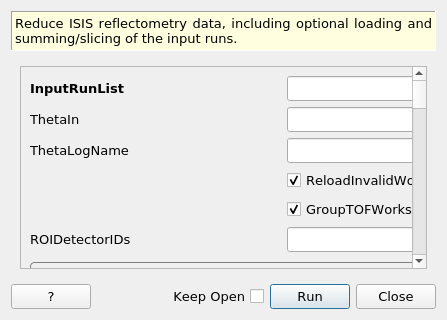 Reduce ISIS reflectometry data, including optional loading and
summing/slicing of the input runs.
InputRunList
ThetaIn
ThetaLogName
ReloadInvalidWo
GroupTOFWorks
ROIDetectorIDs
?
Keep Open
Run
Close